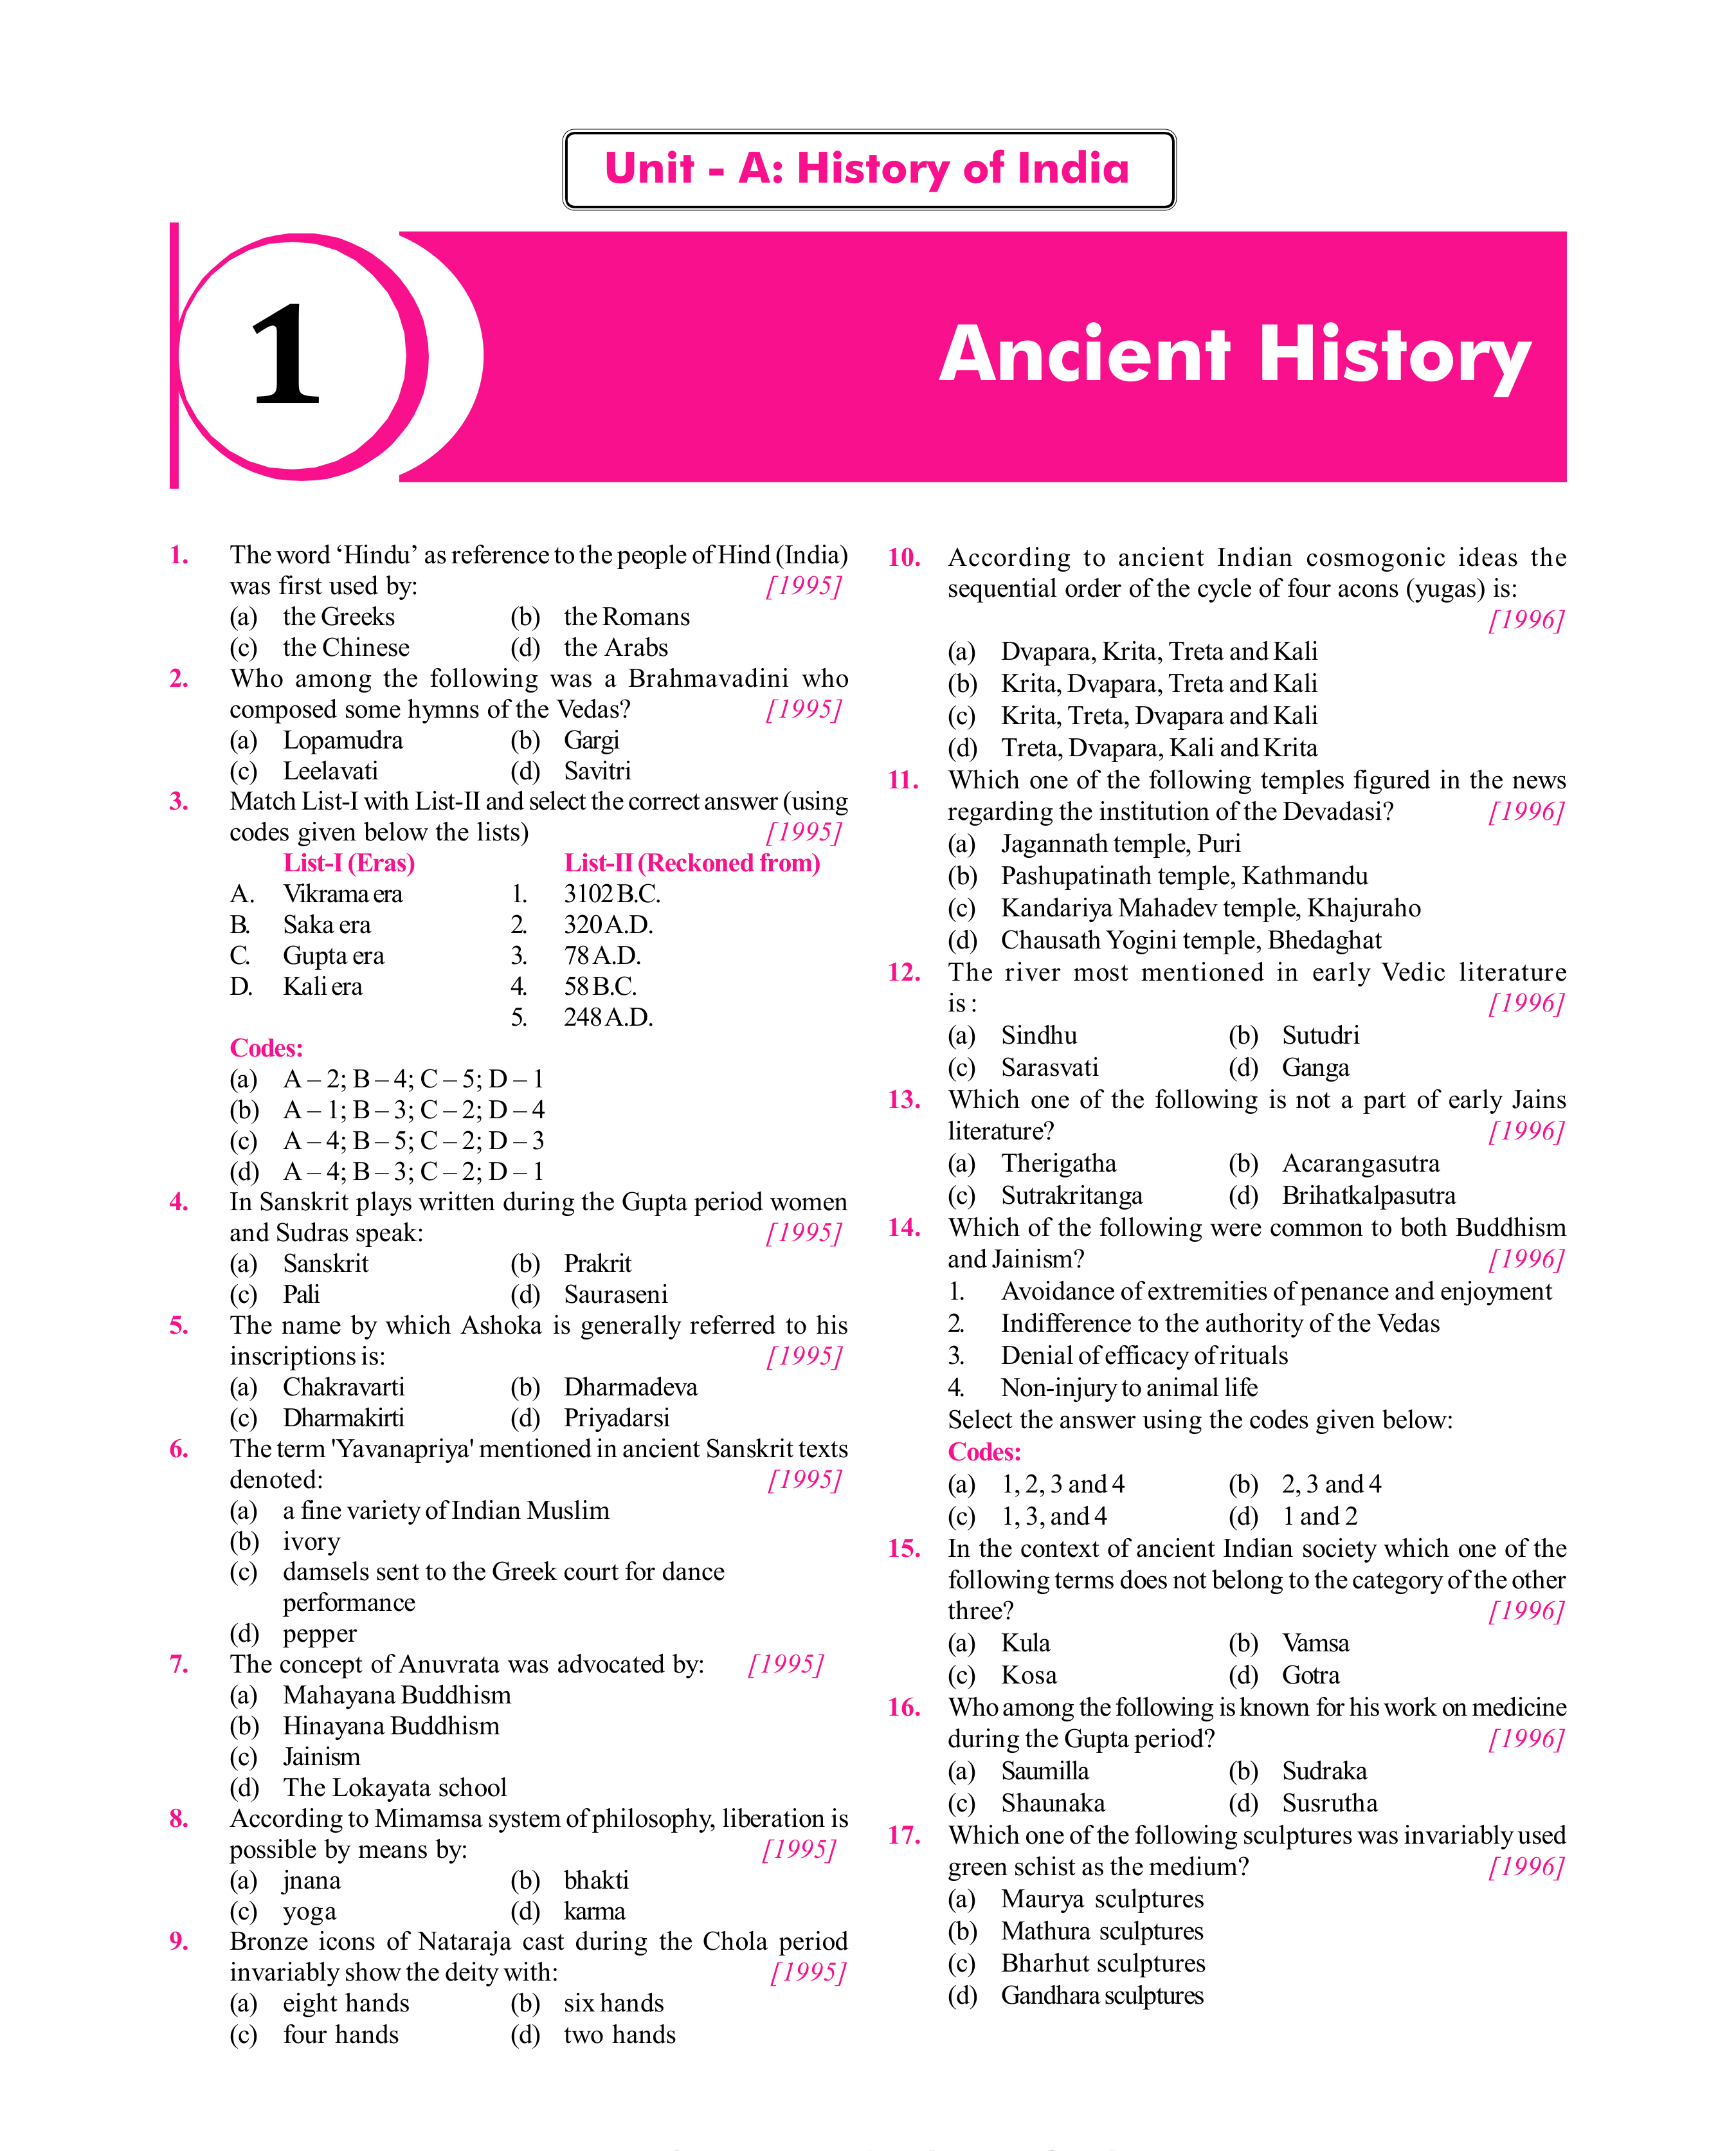 Unit - A: History of India
1
Ancient History
1. The word ‘Hindu’ as reference to the people of Hind (India)
was first used by: [1995]
(a) the Greeks (b) the Romans
(c) the Chinese (d) the Arabs
2. Who among the following was a Brahmavadini who
composed some hymns of the Vedas? [1995]
(a) Lopamudra (b) Gargi
(c) Leelavati (d) Savitri
3. Match List-I with List-II and select the correct answer (using
codes given below the lists) [1995]
List-I (Eras) List-II (Reckoned from)
A. Vikrama era 1. 3102 B.C.
B. Saka era 2. 320 A.D.
C. Gupta era 3. 78 A.D.
D. Kali era 4. 58 B.C.
5. 248 A.D.
Codes:
(a) A – 2; B – 4; C – 5; D – 1
(b) A – 1; B – 3; C – 2; D – 4
(c) A – 4; B – 5; C – 2; D – 3
(d) A – 4; B – 3; C – 2; D – 1
4. In Sanskrit plays written during the Gupta period women
and Sudras speak: [1995]
(a) Sanskrit (b) Prakrit
(c) Pali (d) Sauraseni
5. The name by which Ashoka is generally referred to his
inscriptions is: [1995]
(a) Chakravarti (b) Dharmadeva
(c) Dharmakirti (d) Priyadarsi
6. The term 'Yavanapriya' mentioned in ancient Sanskrit texts
denoted: [1995]
(a) a fine variety of Indian Muslim
(b) ivory
(c) damsels sent to the Greek court for dance
performance
(d) pepper
7. The concept of Anuvrata was advocated by: [1995]
(a) Mahayana Buddhism
(b) Hinayana Buddhism
(c) Jainism
(d) The Lokayata school
8. According to Mimamsa system of philosophy, liberation is
possible by means by: [1995]
(a) jnana (b) bhakti
(c) yoga (d) karma
9. Bronze icons of Nataraja cast during the Chola period
invariably show the deity with: [1995]
(a) eight hands (b) six hands
(c) four hands (d) two hands
10. According to ancient Indian cosmogonic ideas the
sequential order of the cycle of four acons (yugas) is:
[1996]
(a) Dvapara, Krita, Treta and Kali
(b) Krita, Dvapara, Treta and Kali
(c) Krita, Treta, Dvapara and Kali
(d) Treta, Dvapara, Kali and Krita
11. Which one of the following temples figured in the news
regarding the institution of the Devadasi? [1996]
(a) Jagannath temple, Puri
(b) Pashupatinath temple, Kathmandu
(c) Kandariya Mahadev temple, Khajuraho
(d) Chausath Yogini temple, Bhedaghat
12. The river most mentioned in early Vedic literature
is : [1996]
(a) Sindhu (b) Sutudri
(c) Sarasvati (d) Ganga
13. Which one of the following is not a part of early Jains
literature? [1996]
(a) Therigatha (b) Acarangasutra
(c) Sutrakritanga (d) Brihatkalpasutra
14. Which of the following were common to both Buddhism
and Jainism? [1996]
1. Avoidance of extremities of penance and enjoyment
2. Indifference to the authority of the Vedas
3. Denial of efficacy of rituals
4. Non-injury to animal life
Select the answer using the codes given below:
Codes:
(a) 1, 2, 3 and 4 (b) 2, 3 and 4
(c) 1, 3, and 4 (d) 1 and 2
15. In the context of ancient Indian society which one of the
following terms does not belong to the category of the other
three? [1996]
(a) Kula (b) Vamsa
(c) Kosa (d) Gotra
16. Who among the following is known for his work on medicine
during the Gupta period? [1996]
(a) Saumilla (b) Sudraka
(c) Shaunaka (d) Susrutha
17. Which one of the following sculptures was invariably used
green schist as the medium? [1996]
(a) Maurya sculptures
(b) Mathura sculptures
(c) Bharhut sculptures
(d) Gandhara sculptures